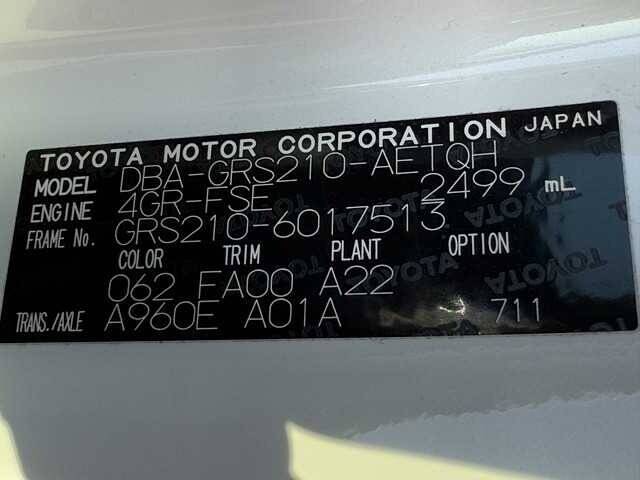 TOYOTA MOTOR CORPORATION JAPAN
MODEL DBA-GRS210-AETQH
ENGINE 4GR-FSE 2499 mL
FRAME No. GRS210-6017513
COLOR TRIM PLANT OPTION
062 FA00 A22
TRANS./AXLE A960E A01A 711